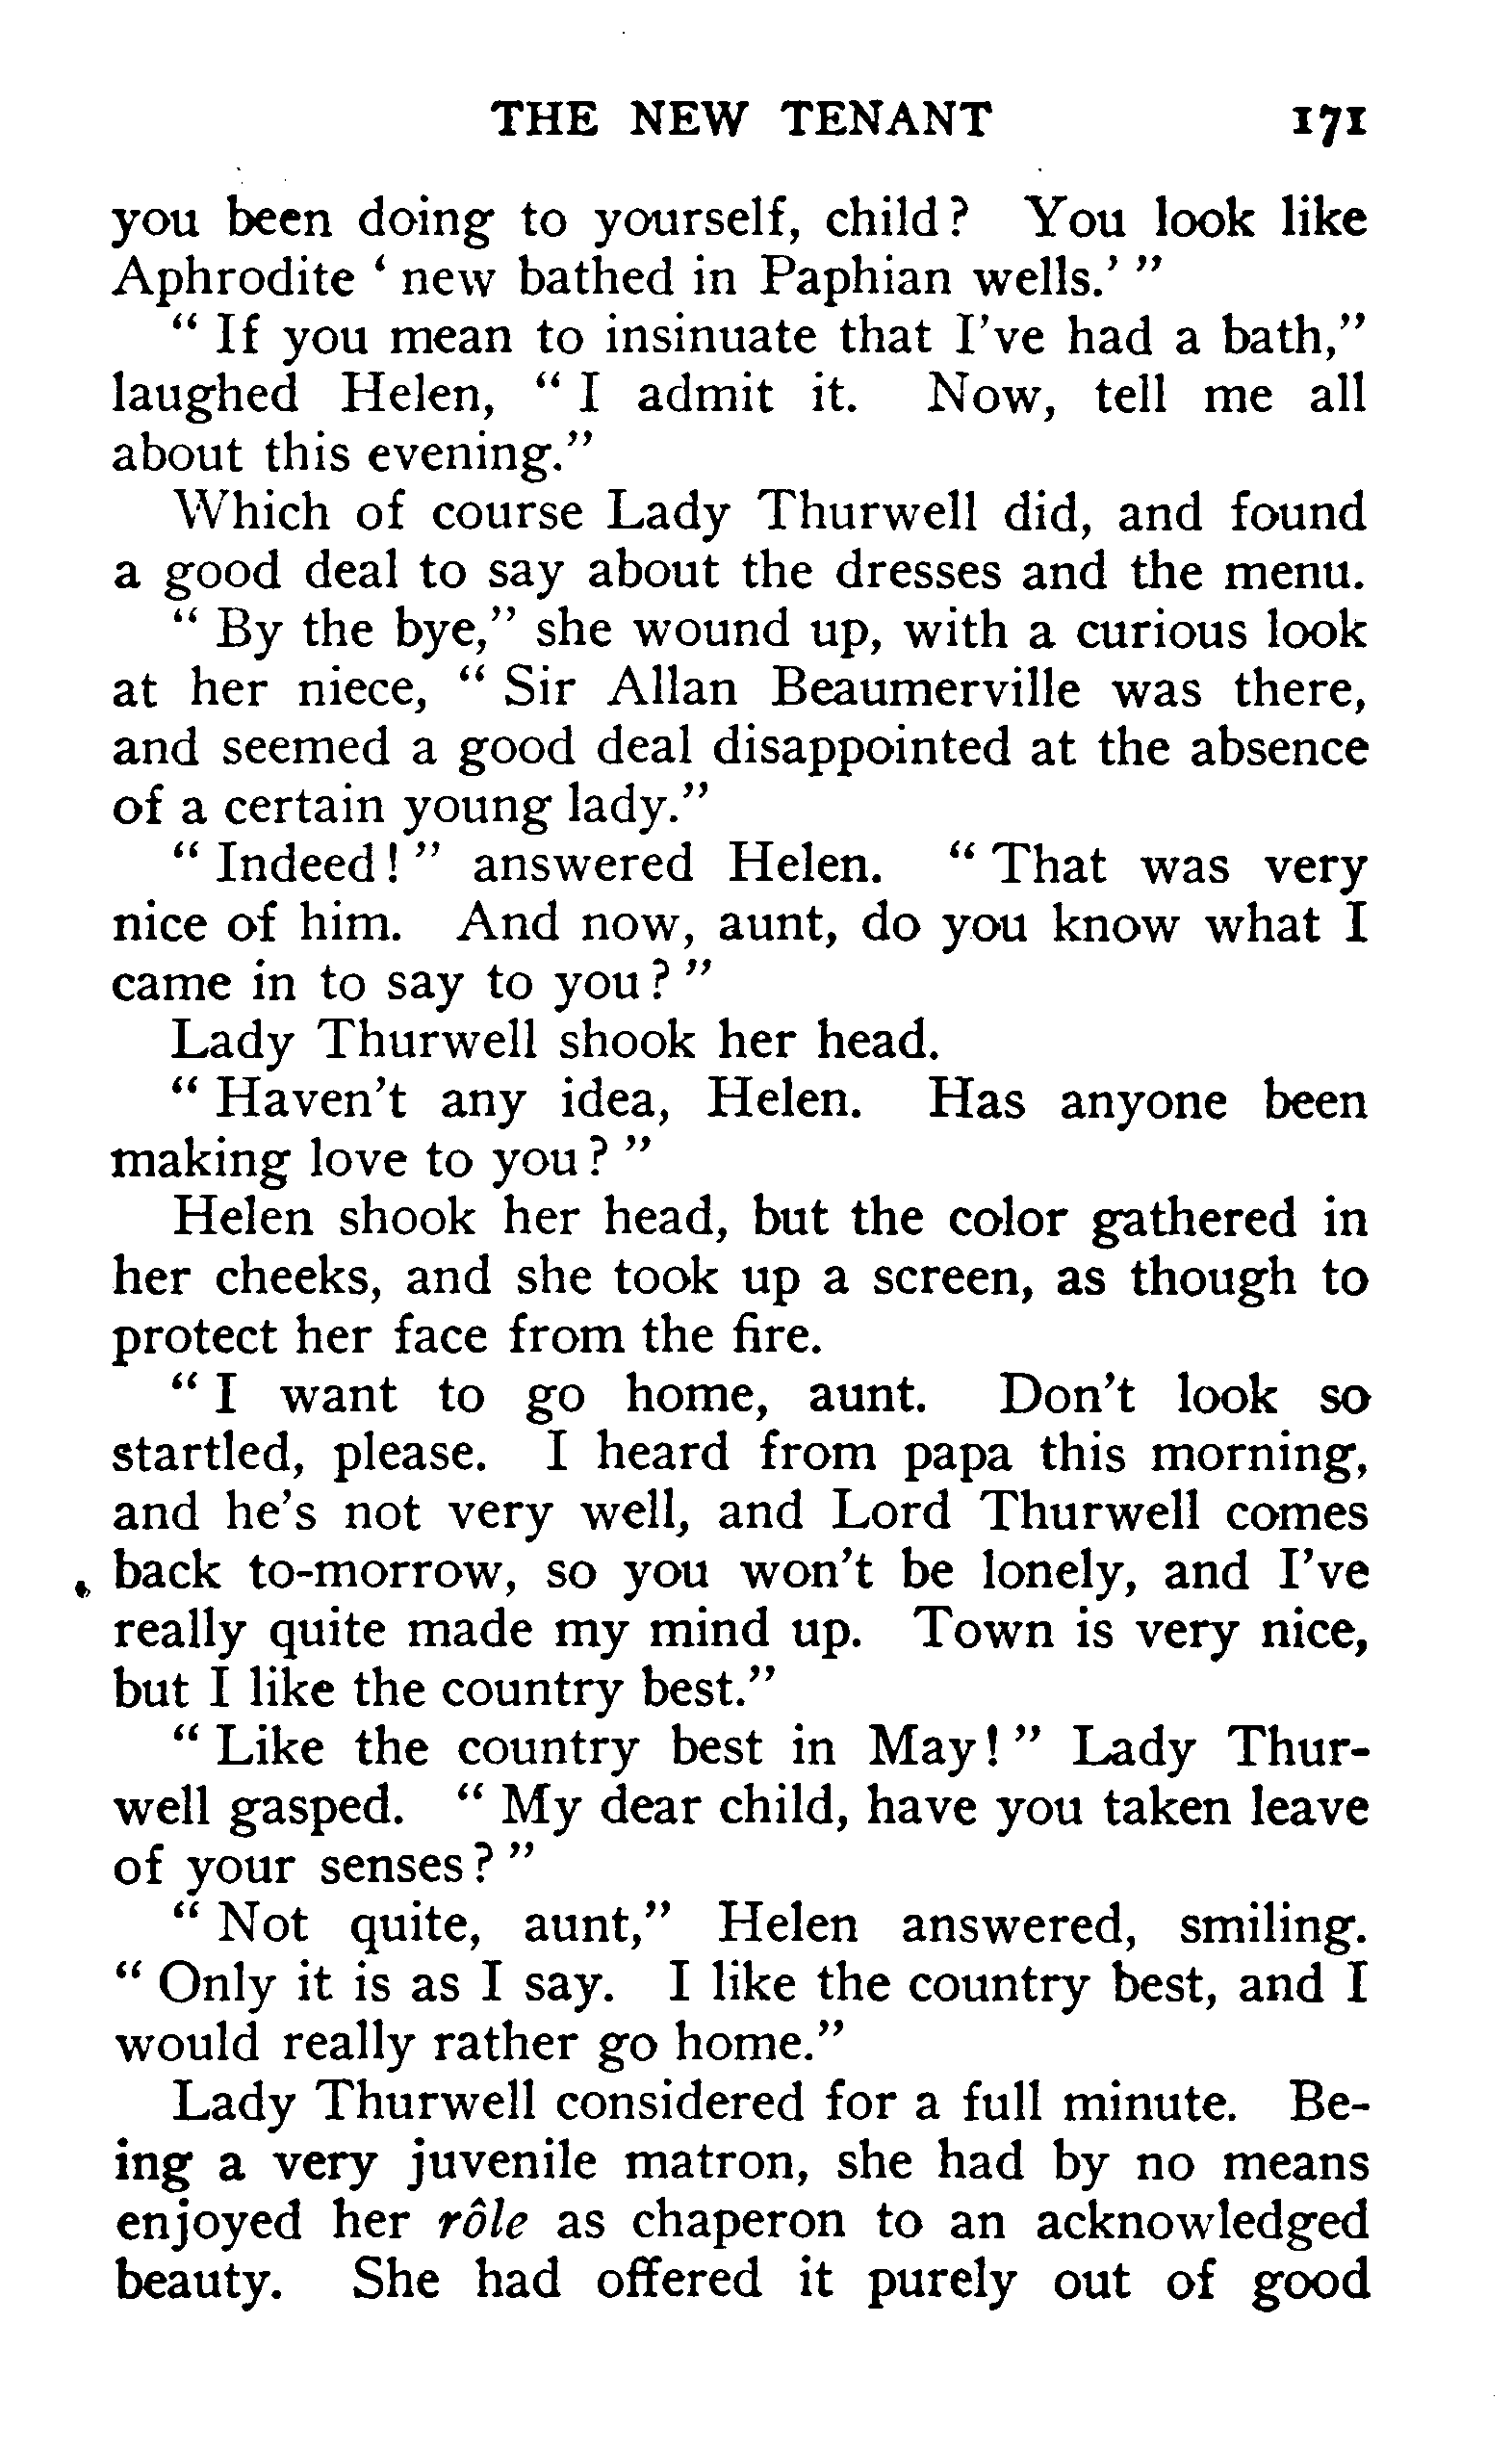 THE NEW TENANT 171
you been doing to yourself, child? You look like
Aphrodite ‘new bathed in Paphian wells.’”
“If you mean to insinuate that I’ve had a bath,”
laughed Helen, “I admit it. Now, tell me all
about this evening.”
Which of course Lady Thurwell did, and found
a good deal to say about the dresses and the menu.
“By the bye,” she wound up, with a curious look
at her niece, “Sir Allan Beaumerville was there,
and seemed a good deal disappointed at the absence
of a certain young lady.”
“Indeed!” answered Helen. “That was very
nice of him. And now, aunt, do you know what I
came in to say to you?”
Lady Thurwell shook her head.
“Haven’t any idea, Helen. Has anyone been
making love to you?”
Helen shook her head, but the color gathered in
her cheeks, and she took up a screen, as though to
protect her face from the fire.
“I want to go home, aunt. Don’t look so
startled, please. I heard from papa this morning,
and he’s not very well, and Lord Thurwell comes
back to-morrow, so you won’t be lonely, and I’ve
really quite made my mind up. Town is very nice,
but I like the country best.”
“Like the country best in May!” Lady Thur-
well gasped. “My dear child, have you taken leave
of your senses?”
“Not quite, aunt,” Helen answered, smiling.
“Only it is as I say. I like the country best, and I
would really rather go home.”
Lady Thurwell considered for a full minute. Be-
ing a very juvenile matron, she had by no means
enjoyed her rôle as chaperon to an acknowledged
beauty. She had offered it purely out of good